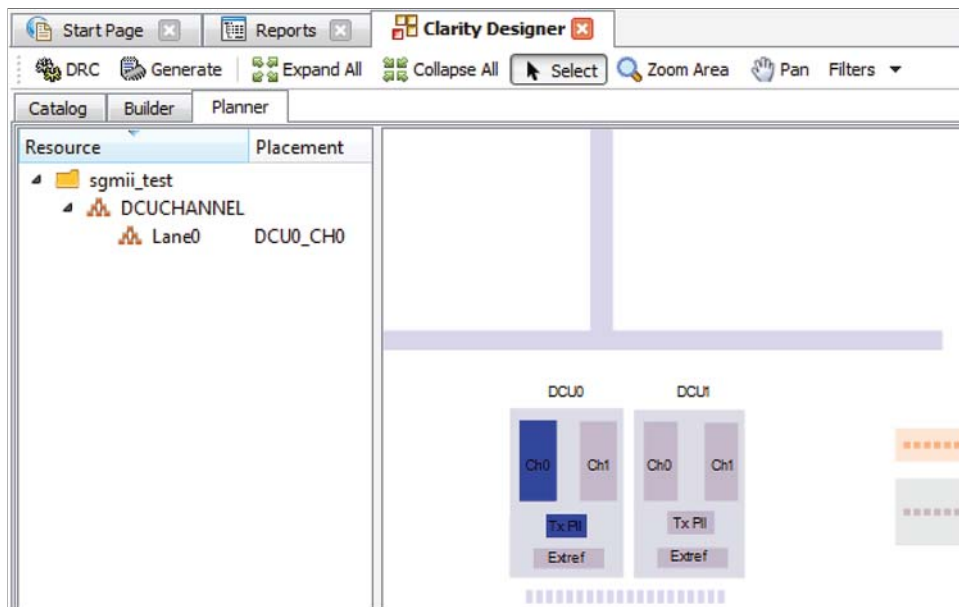 Start Page Reports Clarity Designer
DRC Generate Expand All Collapse All Select Zoom Area Pan Filters
Catalog Builder Planner
Resource Placement
sgmii_test
DCUCHANNEL
Lane0 DCU0_CH0
DCU0 DCU1
Ch0 Ch1 Ch0 Ch1
Tx Pll Tx Pll
Extref Extref